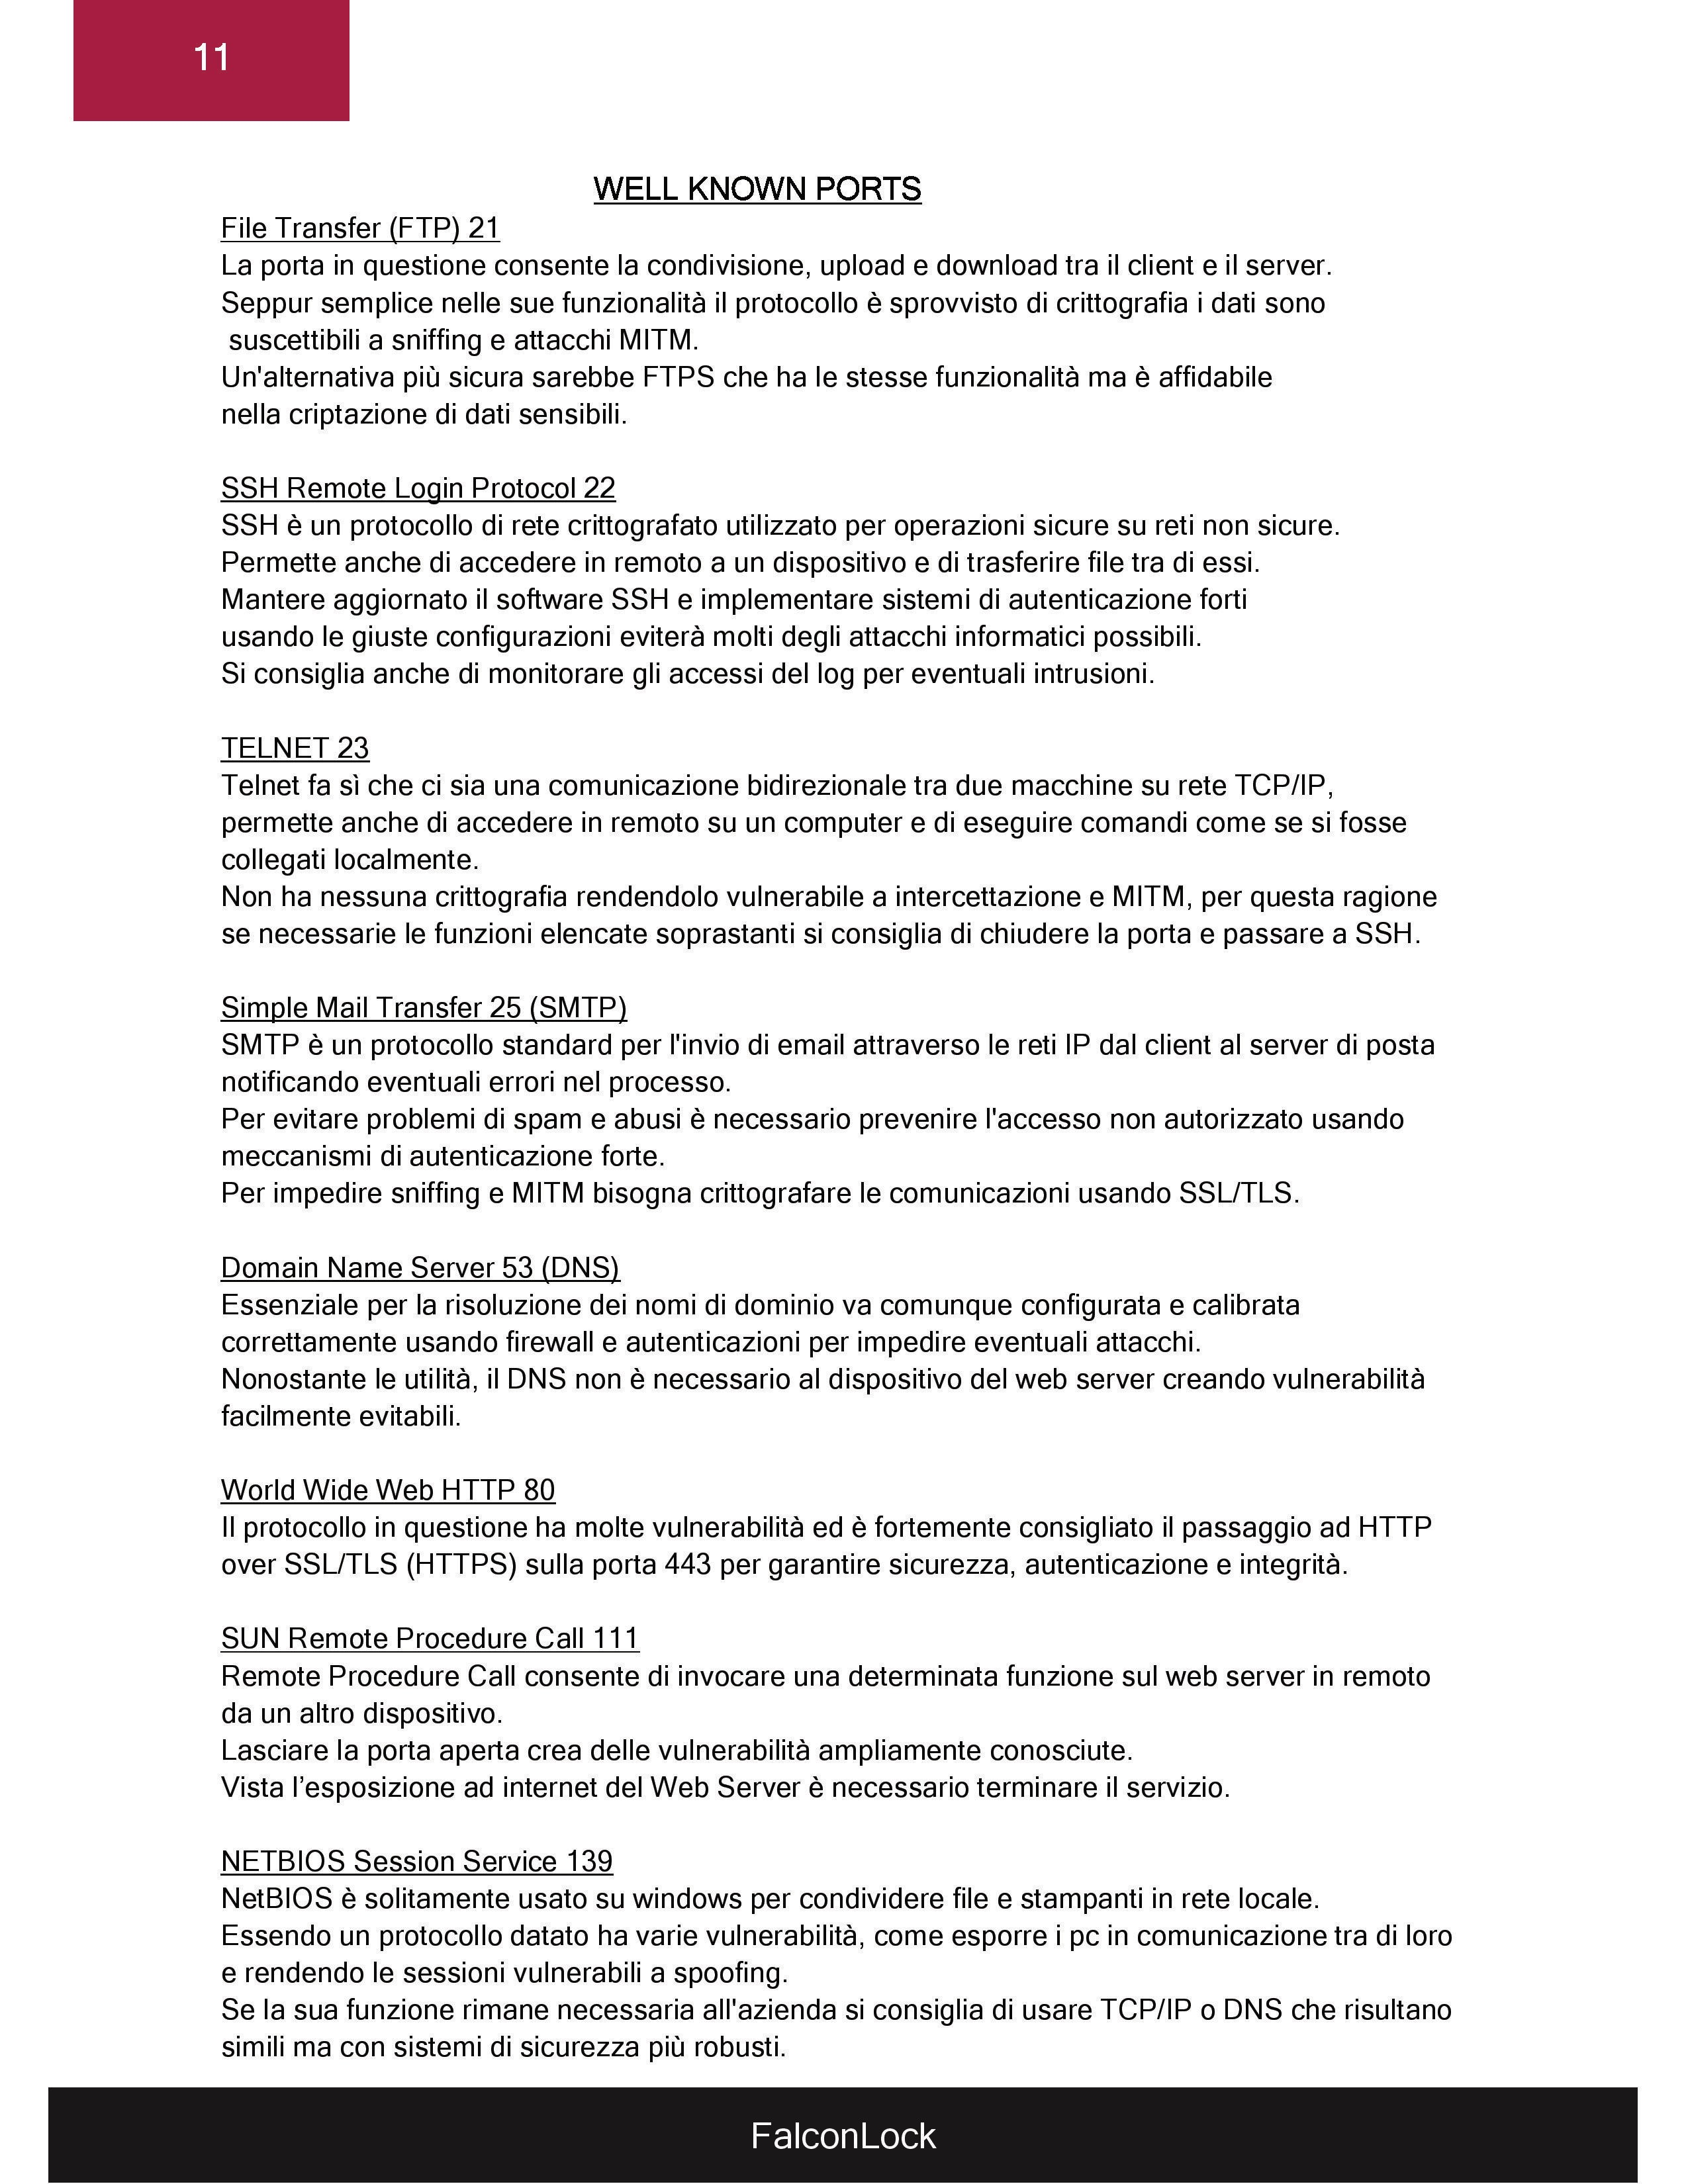 11
WELL KNOWN PORTS
File Transfer (FTP) 21
La porta in questione consente la condivisione, upload e download tra il client e il server.
Seppur semplice nelle sue funzionalità il protocollo è sprovvisto di crittografia i dati sono
suscettibili a sniffing e attacchi MITM.
Un'alternativa più sicura sarebbe FTPS che ha le stesse funzionalità ma è affidabile
nella criptazione di dati sensibili.
SSH Remote Login Protocol 22
SSH è un protocollo di rete crittografato utilizzato per operazioni sicure su reti non sicure.
Permette anche di accedere in remoto a un dispositivo e di trasferire file tra di essi.
Mantere aggiornato il software SSH e implementare sistemi di autenticazione forti
usando le giuste configurazioni eviterà molti degli attacchi informatici possibili.
Si consiglia anche di monitorare gli accessi del log per eventuali intrusioni.
TELNET 23
Telnet fa sì che ci sia una comunicazione bidirezionale tra due macchine su rete TCP/IP,
permette anche di accedere in remoto su un computer e di eseguire comandi come se si fosse
collegati localmente.
Non ha nessuna crittografia rendendolo vulnerabile a intercettazione e MITM, per questa ragione
se necessarie le funzioni elencate soprastanti si consiglia di chiudere la porta e passare a SSH.
Simple Mail Transfer 25 (SMTP)
SMTP è un protocollo standard per l'invio di email attraverso le reti IP dal client al server di posta
notificando eventuali errori nel processo.
Per evitare problemi di spam e abusi è necessario prevenire l'accesso non autorizzato usando
meccanismi di autenticazione forte.
Per impedire sniffing e MITM bisogna crittografare le comunicazioni usando SSL/TLS.
Domain Name Server 53 (DNS)
Essenziale per la risoluzione dei nomi di dominio va comunque configurata e calibrata
correttamente usando firewall e autenticazioni per impedire eventuali attacchi.
Nonostante le utilità, il DNS non è necessario al dispositivo del web server creando vulnerabilità
facilmente evitabili.
World Wide Web HTTP 80
Il protocollo in questione ha molte vulnerabilità ed è fortemente consigliato il passaggio ad HTTP
over SSL/TLS (HTTPS) sulla porta 443 per garantire sicurezza, autenticazione e integrità.
SUN Remote Procedure Call 111
Remote Procedure Call consente di invocare una determinata funzione sul web server in remoto
da un altro dispositivo.
Lasciare la porta aperta crea delle vulnerabilità ampliamente conosciute.
Vista l’esposizione ad internet del Web Server è necessario terminare il servizio.
NETBIOS Session Service 139
NetBIOS è solitamente usato su windows per condividere file e stampanti in rete locale.
Essendo un protocollo datato ha varie vulnerabilità, come esporre i pc in comunicazione tra di loro
e rendendo le sessioni vulnerabili a spoofing.
Se la sua funzione rimane necessaria all'azienda si consiglia di usare TCP/IP o DNS che risultano
simili ma con sistemi di sicurezza più robusti.
FalconLock